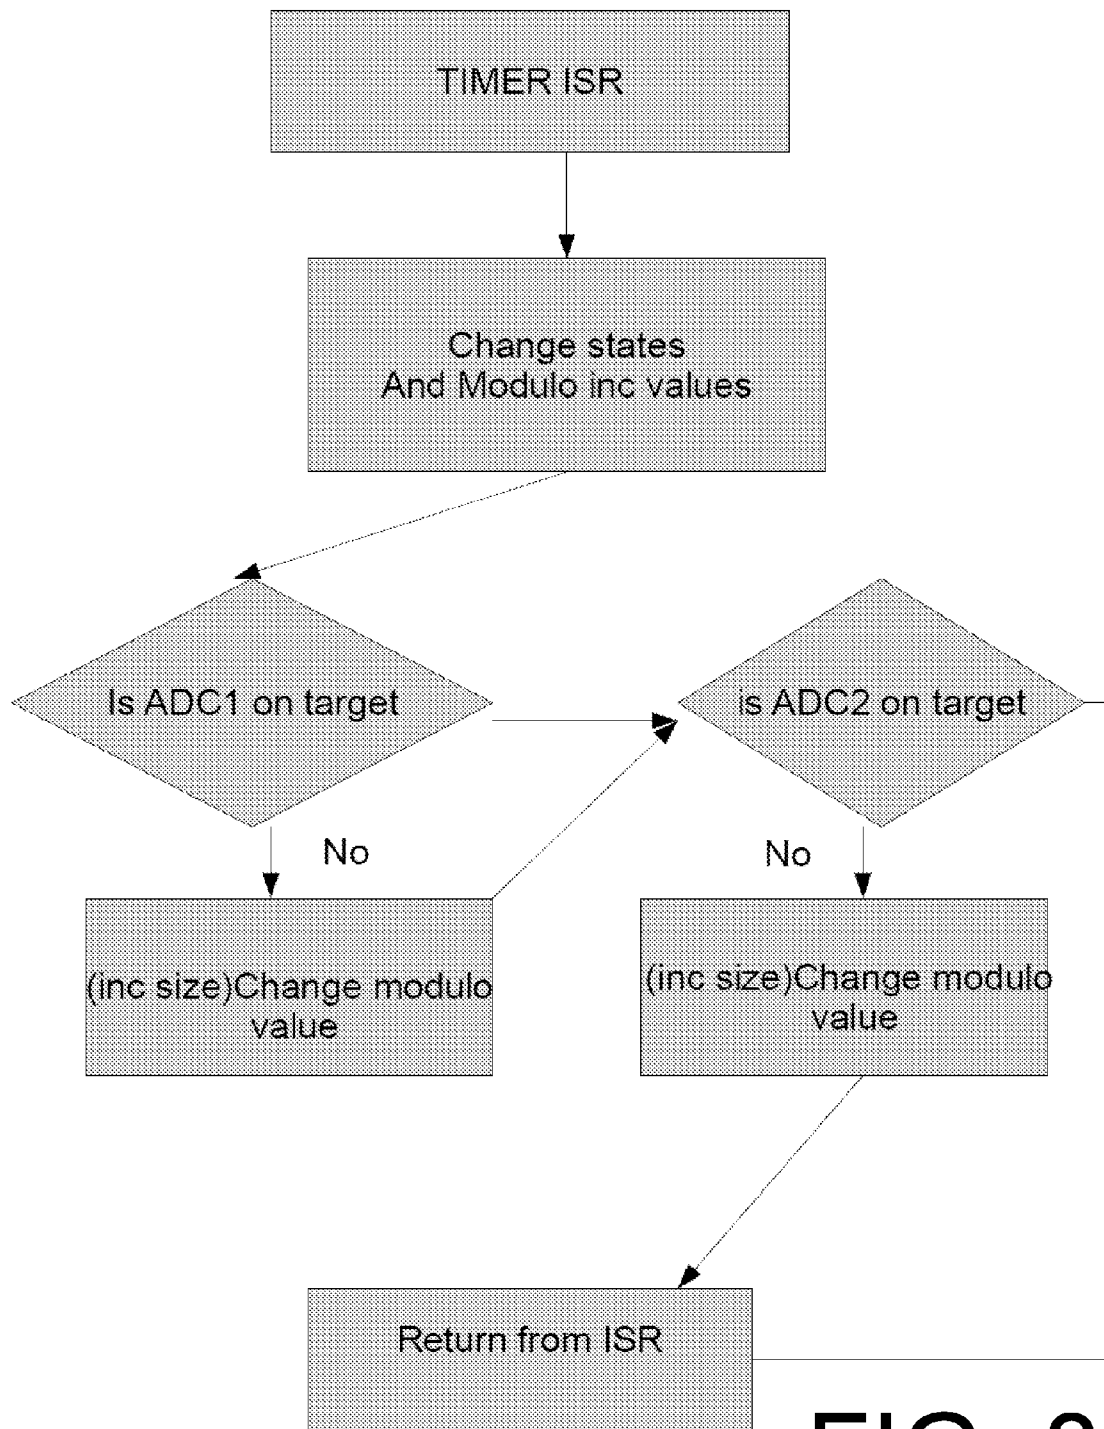 TIMER ISR
Change states
And Modulo inc values
Is ADC1 on target
is ADC2 on target
No
No
(inc size)Change modulo
value
(inc size)Change modulo
value
Return from ISR
FIG.